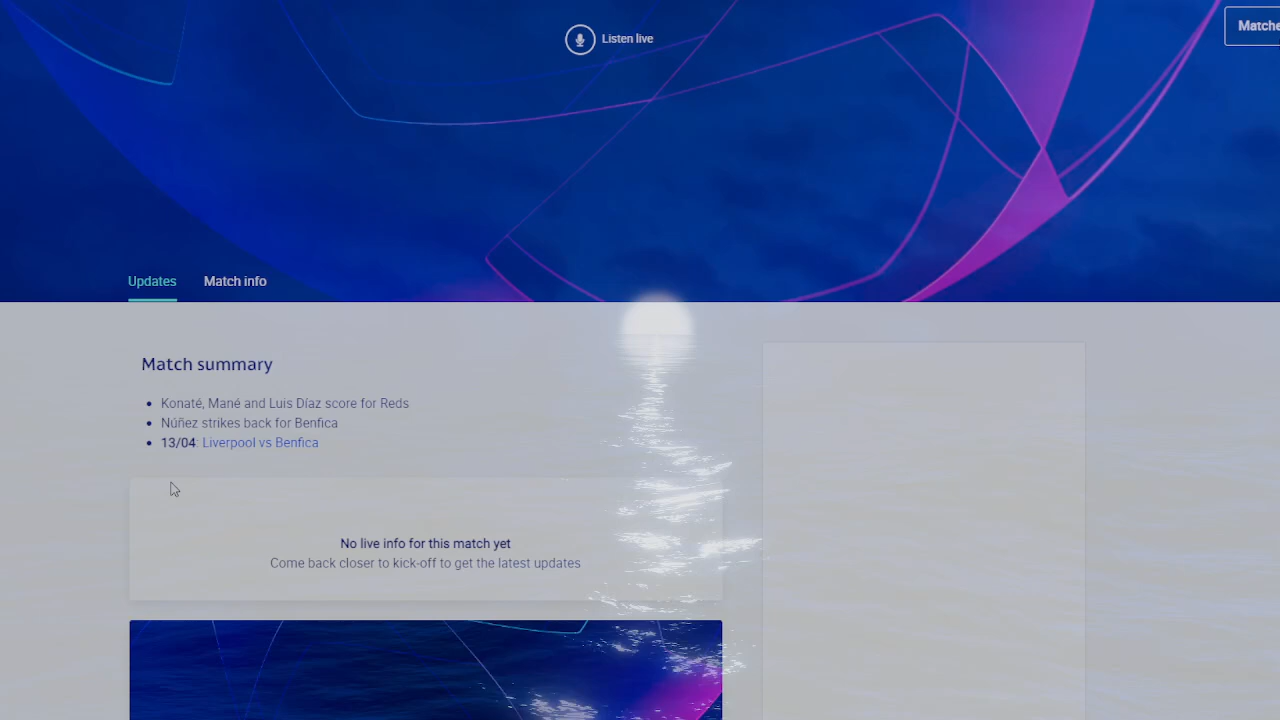 Listen live
Matche
Updates
Match info
Match summary
Konaté, Mané and Luis Díaz score for Reds
Núñez strikes back for Benfica
13/04: Liverpool vs Benfica
No live info for this match yet
Come back closer to kick-off to get the latest updates